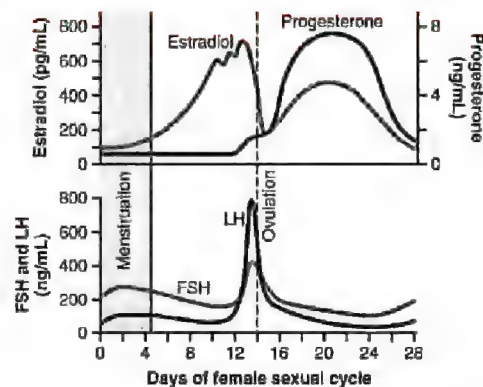 Estradiol (pg/mL)
800
600
400
200
Estradiol
Progesterone
8
6
4
2
0
Progesterone
(ng/mL)
FSH and LH
(ng/mL)
800
600
400
200
0
Menstruation
FSH
LH
Ovulation
0 4 8 12 16 20 24 28
Days of female sexual cycle